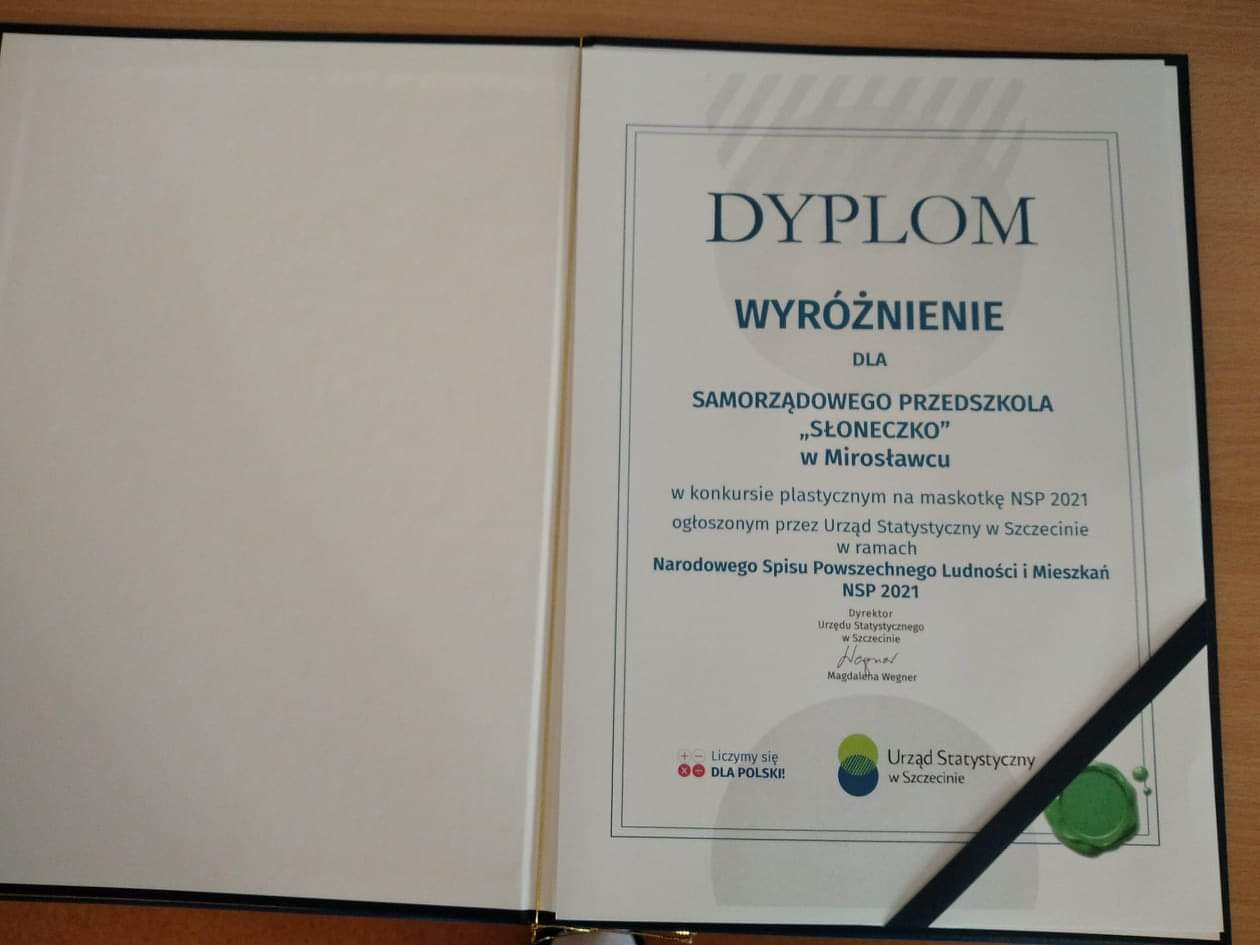 DYPLOM
WYRÓŻNIENIE
DLA
SAMORZĄDOWEGO PRZEDSZKOLA
„SŁONECZKO”
w Mirosławcu
w konkursie plastycznym na maskotkę NSP 2021
ogłoszonym przez Urząd Statystyczny w Szczecinie
w ramach
Narodowego Spisu Powszechnego Ludności i Mieszkań
NSP 2021
Dyrektor
Urzędu Statystycznego
w Szczecinie
Wegner
Magdalena Wegner
Liczymy się
DLA POLSKI!
Urząd Statystyczny
w Szczecinie